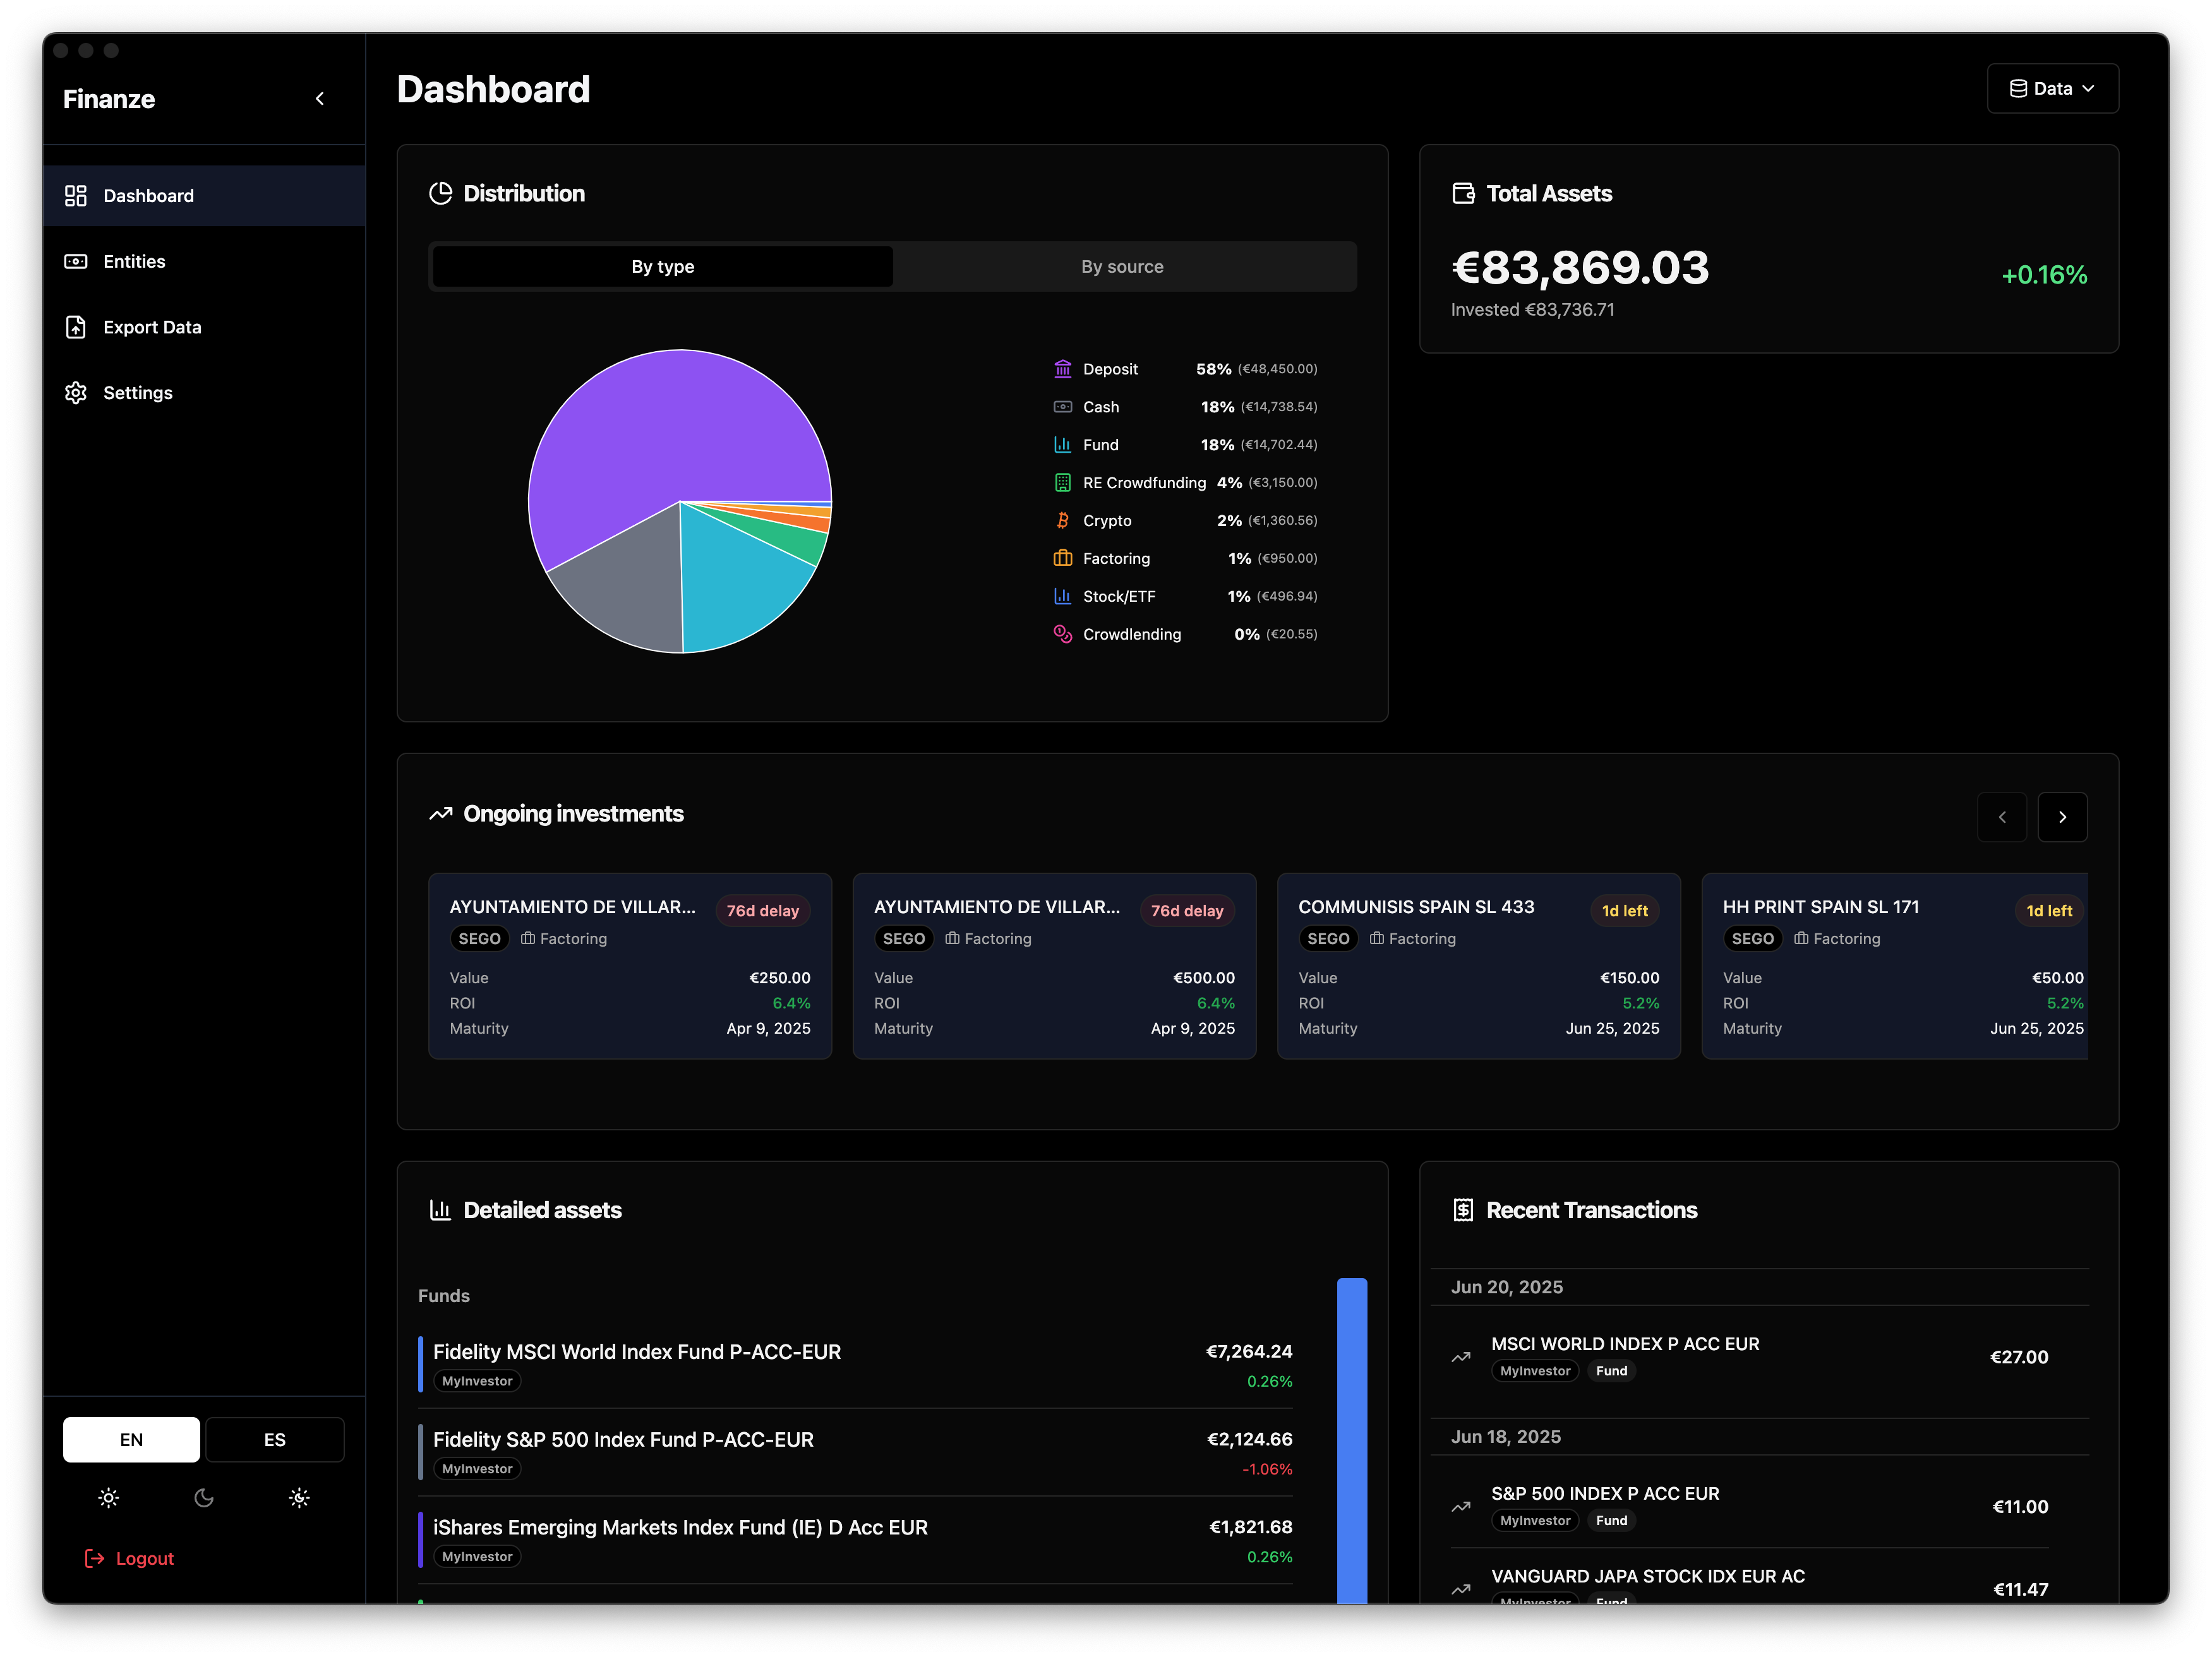 Finanze
Dashboard
Entities
Export Data
Settings
EN
ES
Logout
Dashboard
Data
Distribution
By type
By source
Deposit 58% (€48,450.00)
Cash 18% (€14,738.54)
Fund 18% (€14,702.44)
RE Crowdfunding 4% (€3,150.00)
Crypto 2% (€1,360.56)
Factoring 1% (€950.00)
Stock/ETF 1% (€496.94)
Crowdlending 0% (€20.55)
Total Assets
€83,869.03
+0.16%
Invested €83,736.71
Ongoing investments
AYUNTAMIENTO DE VILLAR... 76d delay
SEGO Factoring
Value €250.00
ROI 6.4%
Maturity Apr 9, 2025
AYUNTAMIENTO DE VILLAR... 76d delay
SEGO Factoring
Value €500.00
ROI 6.4%
Maturity Apr 9, 2025
COMMUNISIS SPAIN SL 433 1d left
SEGO Factoring
Value €150.00
ROI 5.2%
Maturity Jun 25, 2025
HH PRINT SPAIN SL 171 1d left
SEGO Factoring
Value €50.00
ROI 5.2%
Maturity Jun 25, 2025
Detailed assets
Funds
Fidelity MSCI World Index Fund P-ACC-EUR €7,264.24
MyInvestor 0.26%
Fidelity S&P 500 Index Fund P-ACC-EUR €2,124.66
MyInvestor -1.06%
iShares Emerging Markets Index Fund (IE) D Acc EUR €1,821.68
MyInvestor 0.26%
Recent Transactions
Jun 20, 2025
MSCI WORLD INDEX P ACC EUR €27.00
MyInvestor Fund
Jun 18, 2025
S&P 500 INDEX P ACC EUR €11.00
MyInvestor Fund
VANGUARD JAPA STOCK IDX EUR AC €11.47
MyInvestor Fund